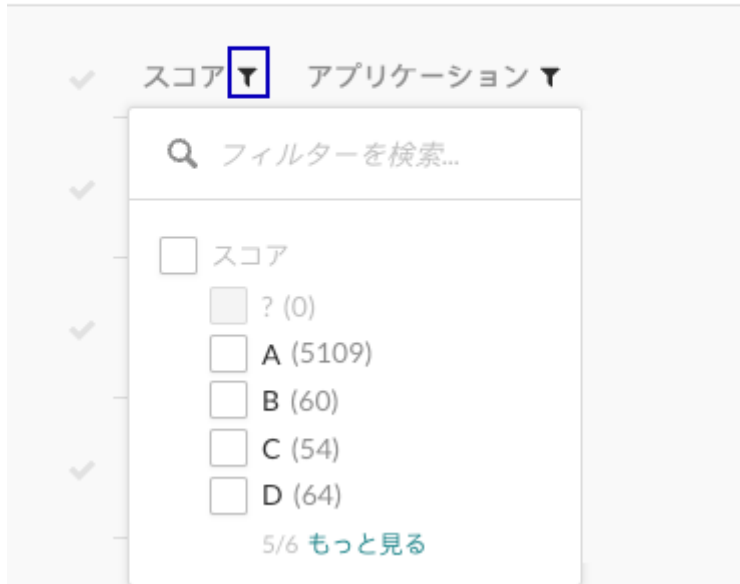 スコア アプリケーション
フィルターを検索...
スコア
? (0)
A (5109)
B (60)
C (54)
D (64)
5/6 もっと見る